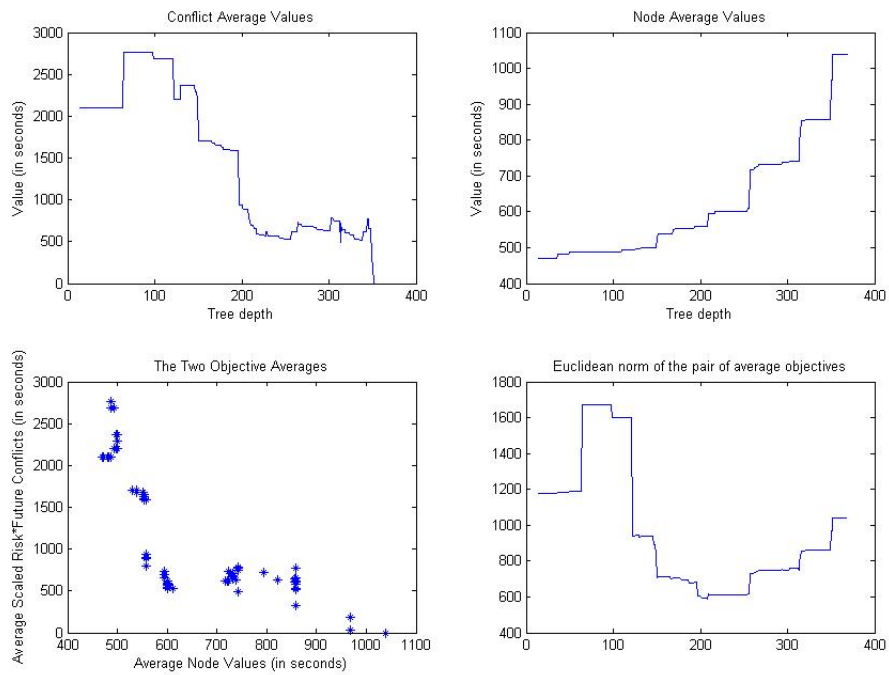 Conflict Average Values
3000
2500
2000
1500
1000
500
0
Value (in seconds)
0 100 200 300 400
Tree depth
Node Average Values
1100
1000
900
800
700
600
500
400
Value (in seconds)
0 100 200 300 400
Tree depth
The Two Objective Averages
3000
2500
2000
1500
1000
500
0
Average Scaled Risk*Future Conflicts (in seconds)
400 500 600 700 800 900 1000 1100
Average Node Values (in seconds)
Euclidean norm of the pair of average objectives
1800
1600
1400
1200
1000
800
600
400
0 100 200 300 400